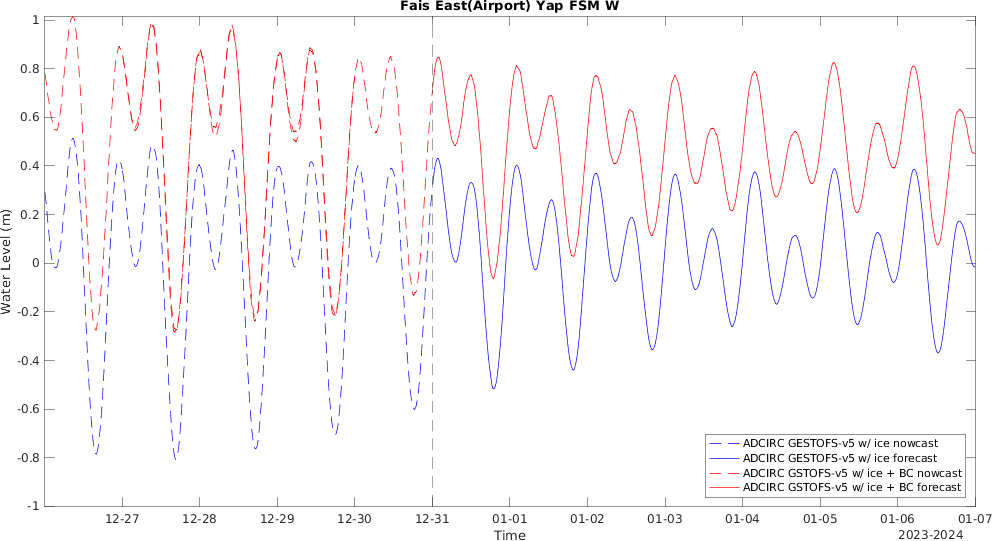 Fais East(Airport) Yap FSM W
1
0.8
0.6
0.4
0.2
0
-0.2
-0.4
-0.6
-0.8
-1
Water Level (m)
ADCIRC GESTOFS-v5 w/ ice nowcast
ADCIRC GESTOFS-v5 w/ ice forecast
ADCIRC GSTOFS-v5 w/ ice + BC nowcast
ADCIRC GSTOFS-v5 w/ ice + BC forecast
12-27 12-28 12-29 12-30 12-31 01-01 01-02 01-03 01-04 01-05 01-06 01-07
Time
2023-2024